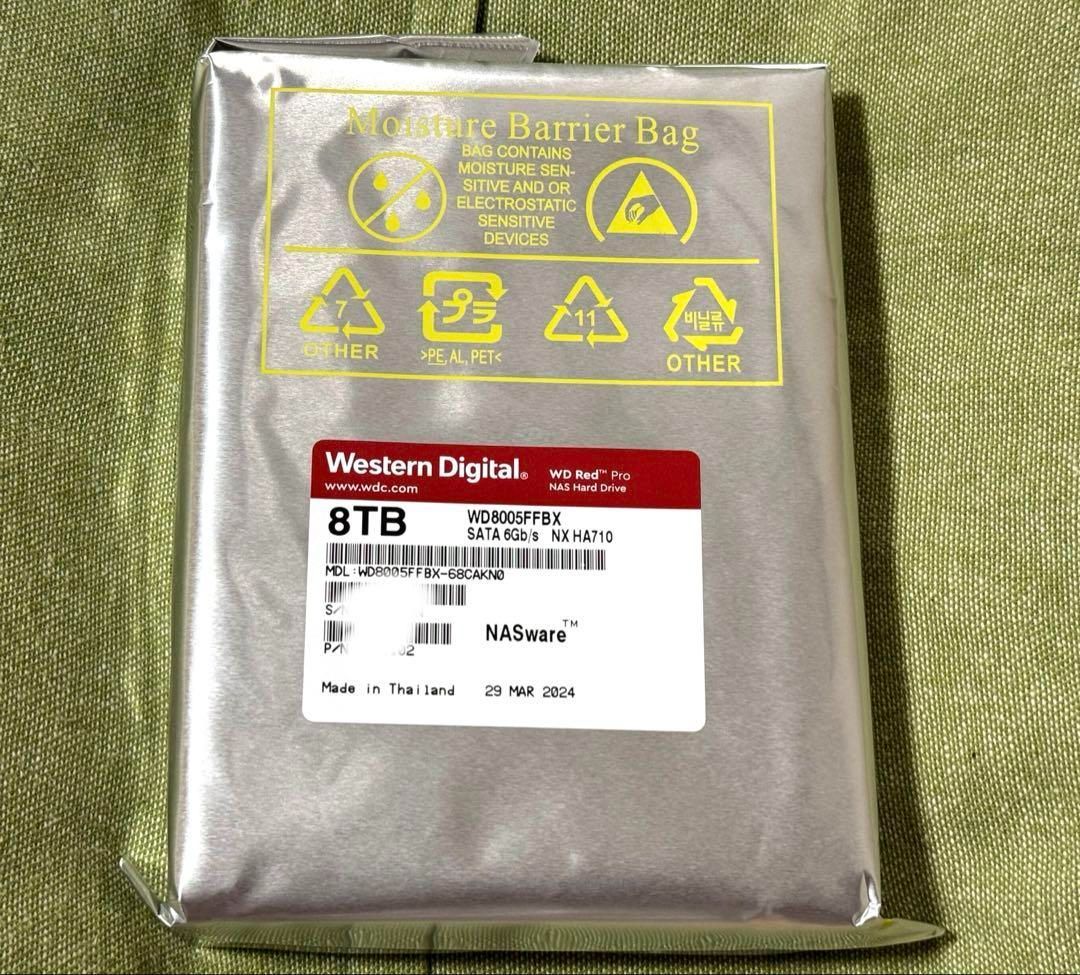 Moisture Barrier Bag
BAG CONTAINS
MOISTURE SEN-
SITIVE AND OR
ELECTROSTATIC
SENSITIVE
DEVICES
7
OTHER
プラ
>PE, AL, PET<
11
비닐류
OTHER
Western Digital®
www.wdc.com
WD Red™ Pro
NAS Hard Drive
8TB
WD8005FFBX
SATA 6Gb/s NX HA710
MDL:WD8005FFBX-68CAKN0
NASware™
Made in Thailand 29 MAR 2024